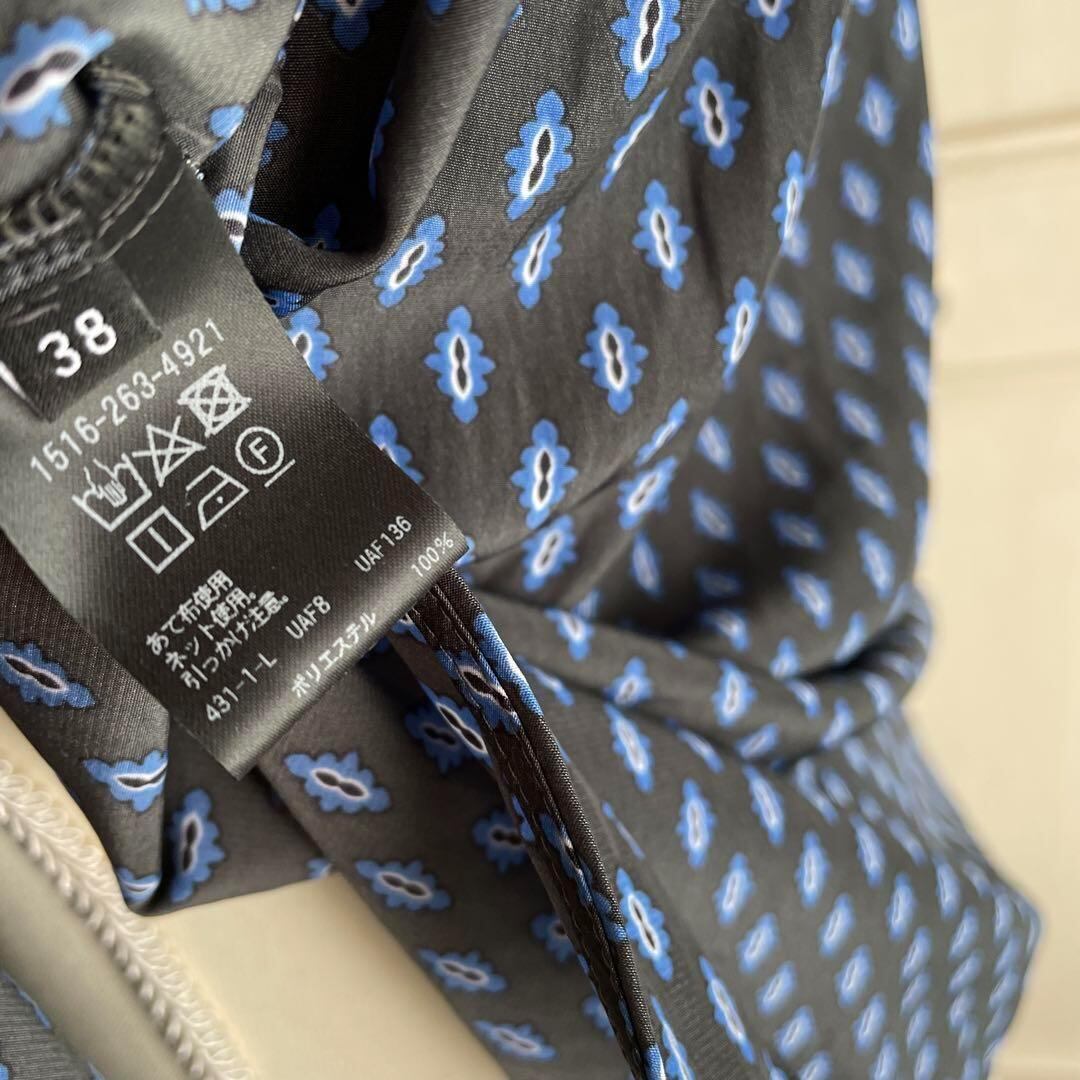 38
1516-263-4921
F
あて布使用
ネット使用。
引っかけ注意。
431-1-L UAF8 UAF136
ポリエステル 100%